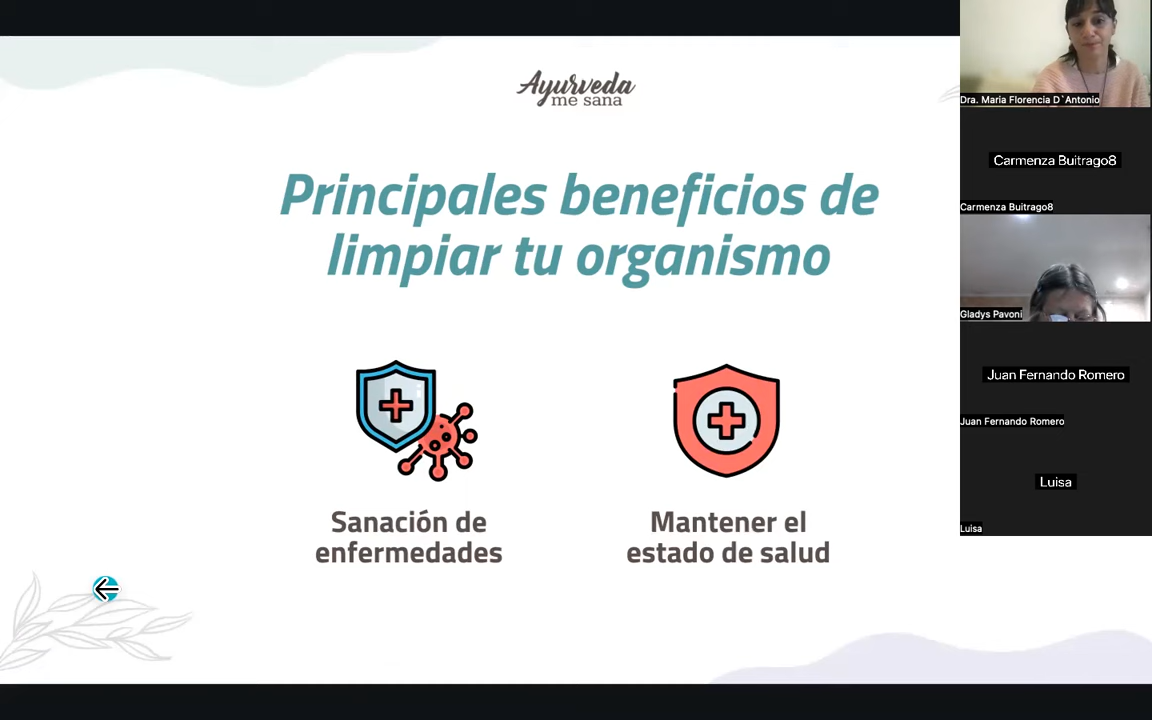 Ayurveda
me sana
Principales beneficios de
limpiar tu organismo
Sanación de
enfermedades
Mantener el
estado de salud
Dra. Maria Florencia D`Antonio
Carmenza Buitrago8
Carmenza Buitrago8
Gladys Pavoni
Juan Fernando Romero
Juan Fernando Romero
Luisa
Luisa